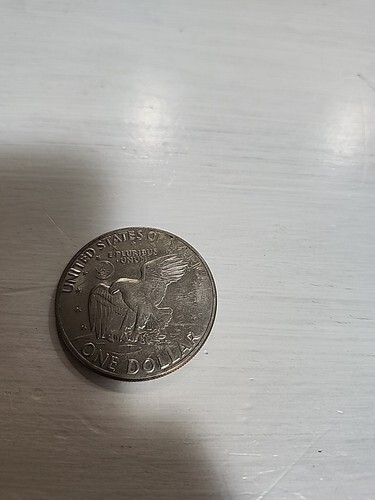 UNITED STATES OF
E PLURIBUS
UNUM
ONE DOLLAR